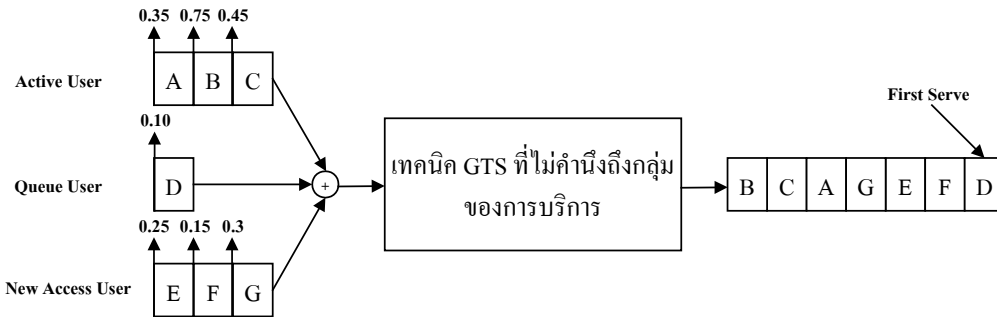 0.35 0.75 0.45
Active User
A B C
0.10
Queue User
D
0.25 0.15 0.3
New Access User
E F G
+
เทคนิค GTS ที่ไม่คำนึงถึงกลุ่ม
ของการบริการ
First Serve
B C A G E F D